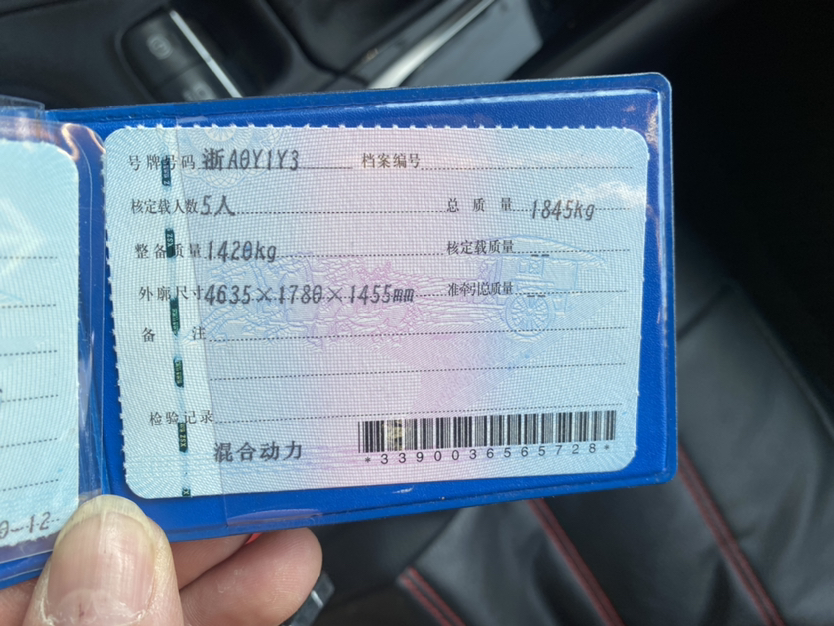 号牌号码 浙A0Y1Y3 档案编号
核定载人数 5人 总质量 1845kg
整备质量 1420kg 核定载质量 --
外廓尺寸 4635×1780×1455mm 准牵引总质量 --
备注
检验记录
混合动力
*3390036565728*
0-12